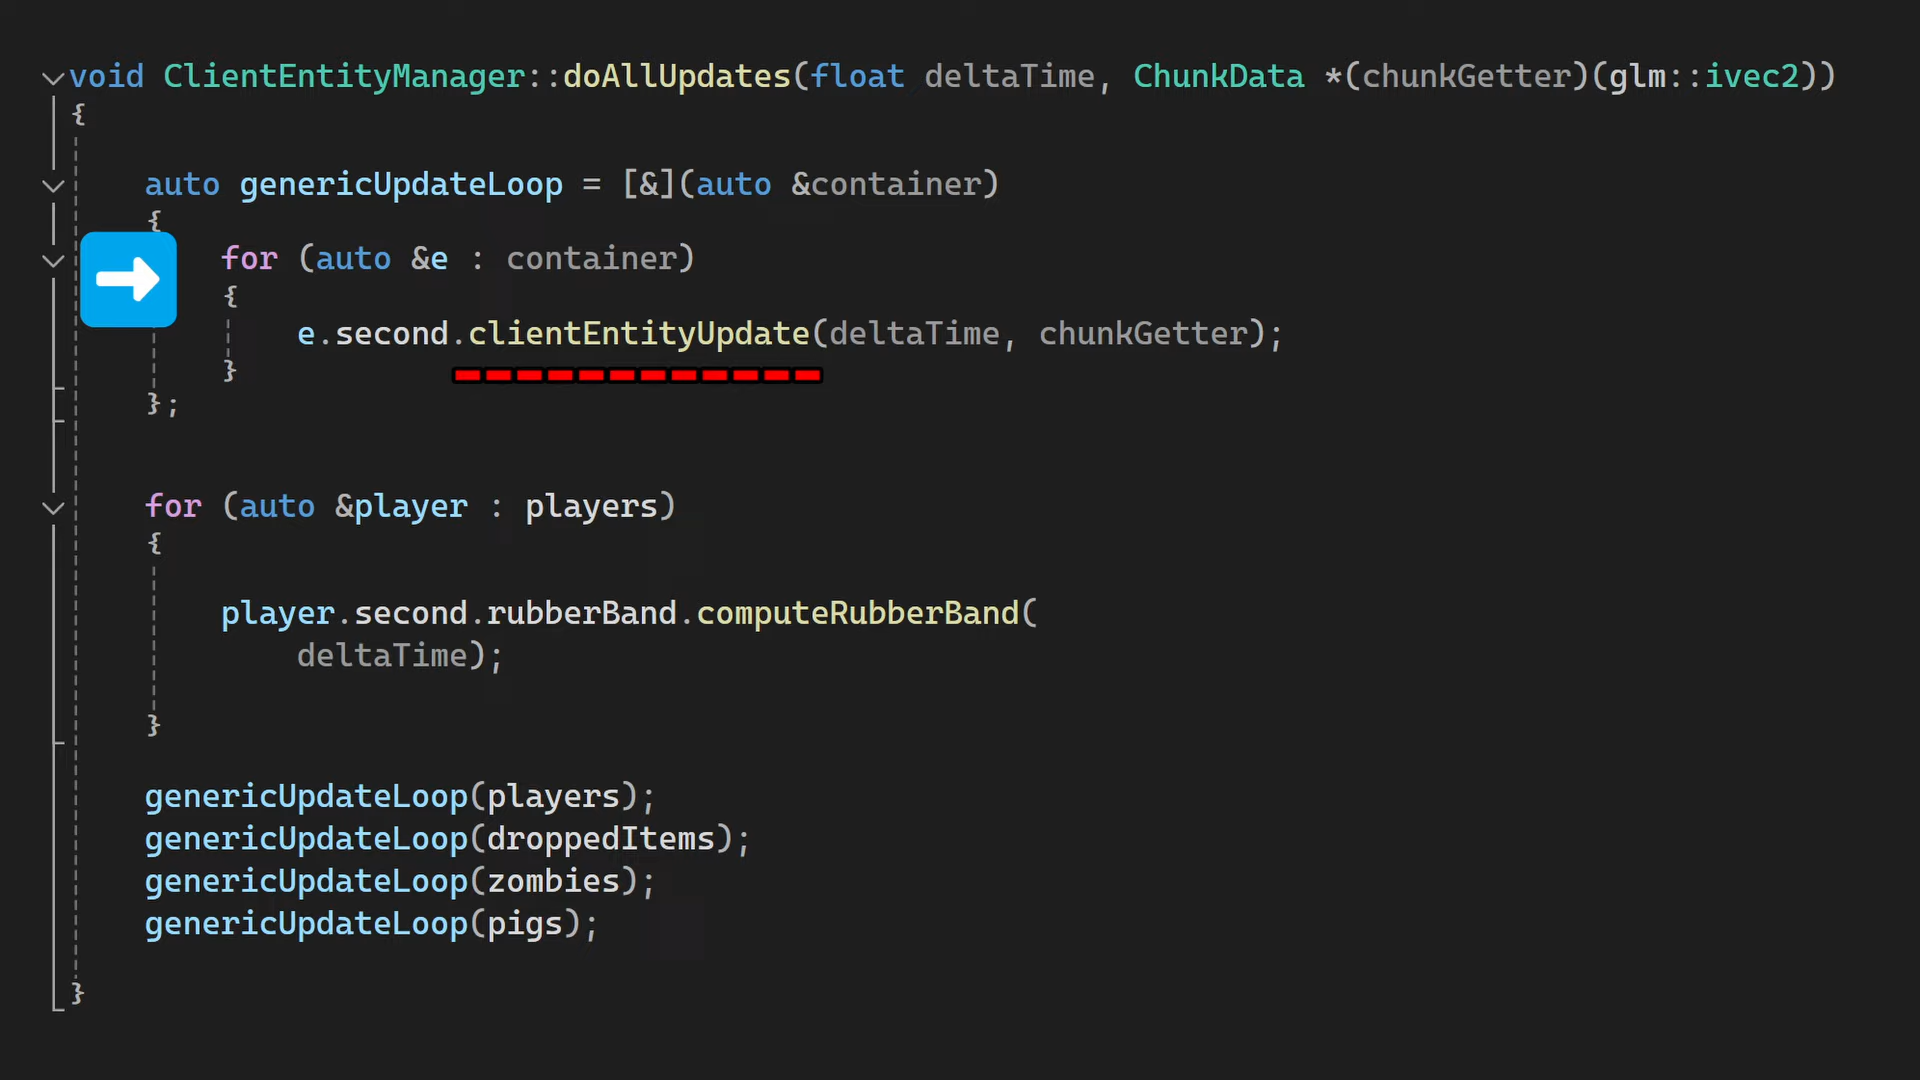 void ClientEntityManager::doAllUpdates(float deltaTime, ChunkData *(chunkGetter)(glm::ivec2))
{
auto genericUpdateLoop = [&](auto &container)
{
for (auto &e : container)
{
e.second.clientEntityUpdate(deltaTime, chunkGetter);
}
};
for (auto &player : players)
{
player.second.rubberBand.computeRubberBand(
deltaTime);
}
genericUpdateLoop(players);
genericUpdateLoop(droppedItems);
genericUpdateLoop(zombies);
genericUpdateLoop(pigs);
}